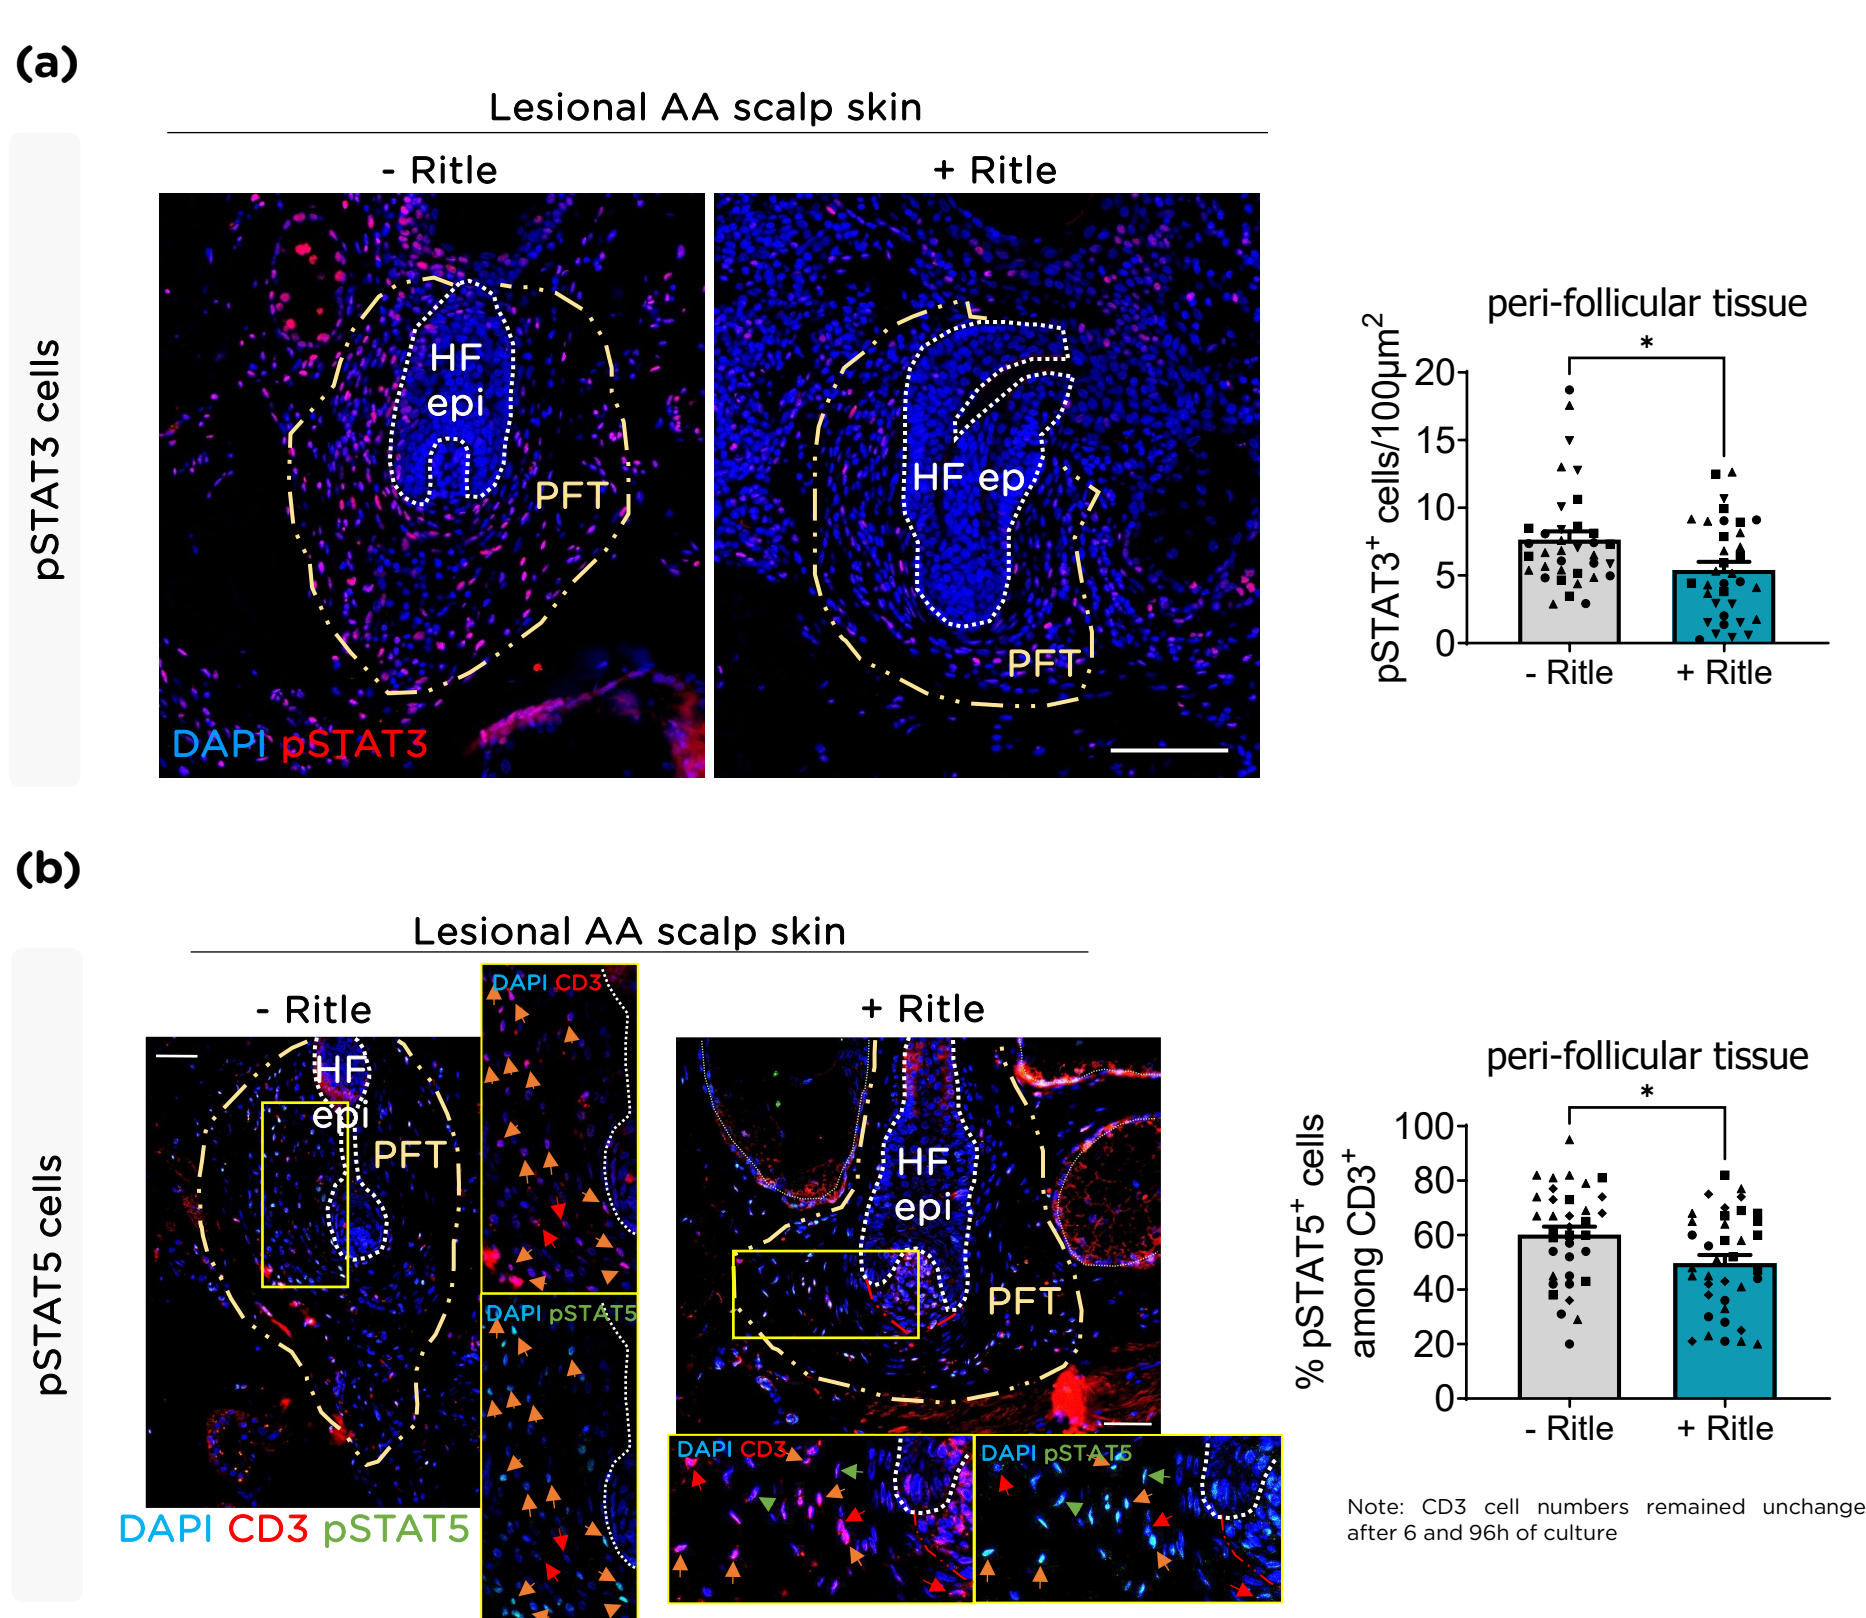 (a)
Lesional AA scalp skin
- Ritle
+ Ritle
pSTAT3 cells
HF
epi
PFT
DAPI pSTAT3
HF ep
PFT
peri-follicular tissue
*
pSTAT3+ cells/100µm2
20
15
10
5
0
- Ritle
+ Ritle
(b)
Lesional AA scalp skin
- Ritle
+ Ritle
pSTAT5 cells
HF
epi
PFT
DAPI CD3
DAPI pSTAT5
DAPI CD3 pSTAT5
HF
epi
PFT
DAPI CD3
DAPI pSTAT5
peri-follicular tissue
*
% pSTAT5+ cells
among CD3+
100
80
60
40
20
0
- Ritle
+ Ritle
Note: CD3 cell numbers remained unchange
after 6 and 96h of culture